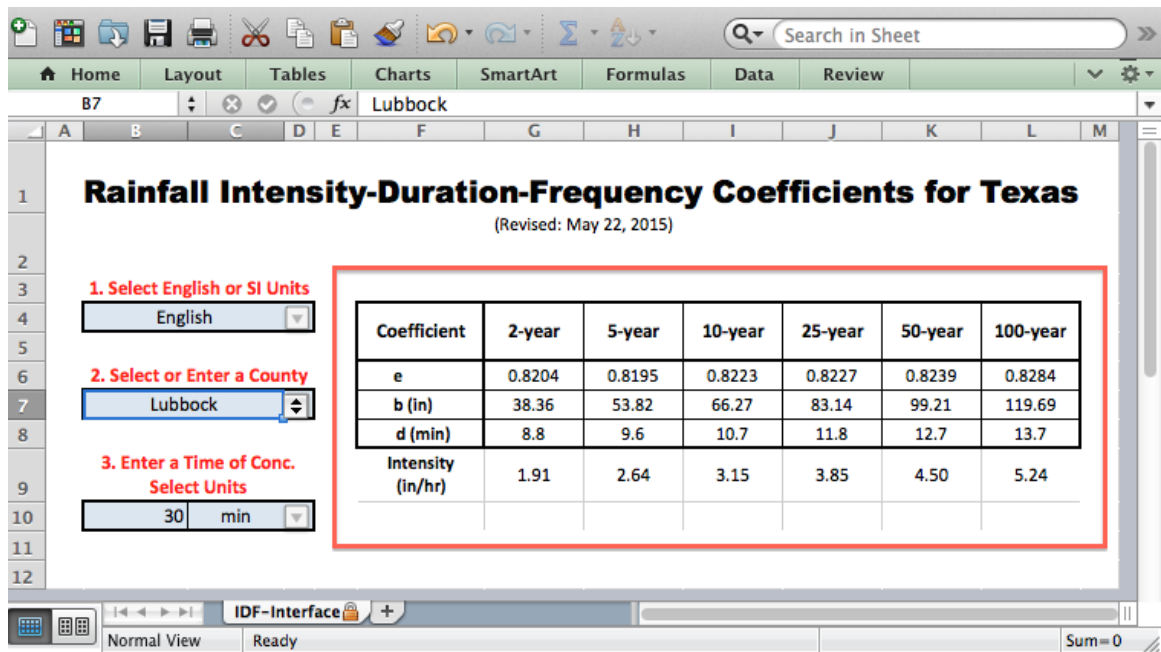 Search in Sheet
Home Layout Tables Charts SmartArt Formulas Data Review
B7 fx Lubbock
A B C D E F G H I J K L M
1 Rainfall Intensity-Duration-Frequency Coefficients for Texas
(Revised: May 22, 2015)
2
3 1. Select English or SI Units
4 English
Coefficient 2-year 5-year 10-year 25-year 50-year 100-year
5
6 2. Select or Enter a County e 0.8204 0.8195 0.8223 0.8227 0.8239 0.8284
7 Lubbock b (in) 38.36 53.82 66.27 83.14 99.21 119.69
8 d (min) 8.8 9.6 10.7 11.8 12.7 13.7
3. Enter a Time of Conc. Intensity
9 Select Units (in/hr) 1.91 2.64 3.15 3.85 4.50 5.24
10 30 min
11
12
IDF-Interface
Normal View Ready Sum=0